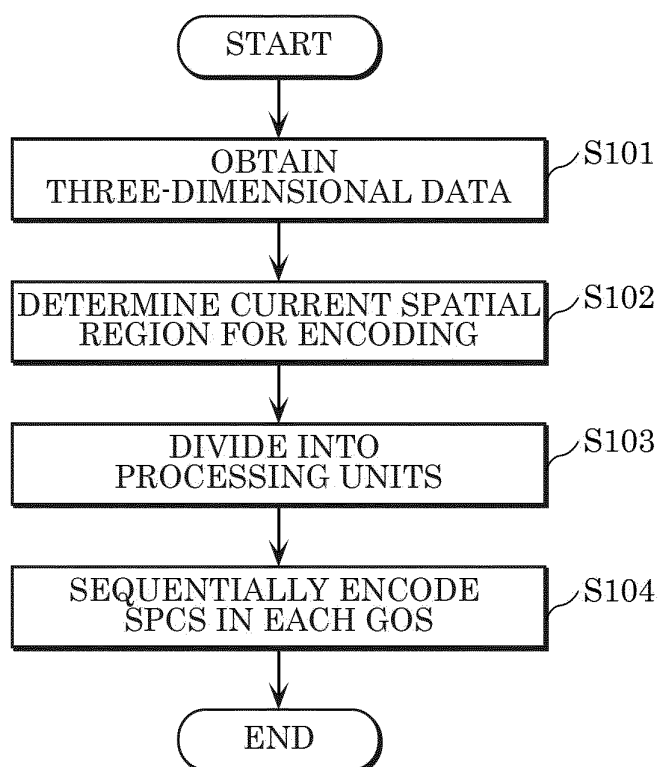 START
OBTAIN
THREE-DIMENSIONAL DATA
S101
DETERMINE CURRENT SPATIAL
REGION FOR ENCODING
S102
DIVIDE INTO
PROCESSING UNITS
S103
SEQUENTIALLY ENCODE
SPCS IN EACH GOS
S104
END